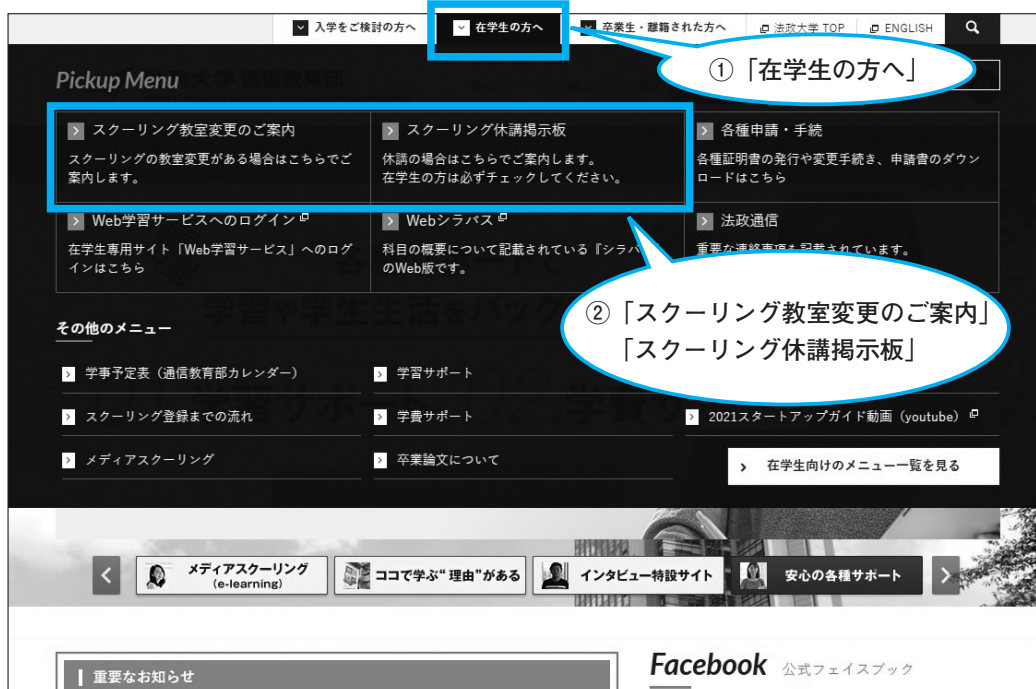 入学をご検討の方へ
在学生の方へ
卒業生・離籍された方へ
法政大学 TOP
ENGLISH
①「在学生の方へ」
Pickup Menu
スクーリング教室変更のご案内
スクーリングの教室変更がある場合はこちらでご
案内します。
スクーリング休講掲示板
休講の場合はこちらでご案内します。
在学生の方は必ずチェックしてください。
各種申請・手続
各種証明書の発行や変更手続き、申請書のダウン
ロードはこちら
Web学習サービスへのログイン
在学生専用サイト「Web学習サービス」へのログ
インはこちら
Webシラバス
科目の概要について記載されている『シラバ
のWeb版です。
法政通信
重要な連絡事項も記載されています。
②「スクーリング教室変更のご案内」
「スクーリング休講掲示板」
その他のメニュー
学事予定表（通信教育部カレンダー）
学習サポート
スクーリング登録までの流れ
学費サポート
2021スタートアップガイド動画（youtube）
メディアスクーリング
卒業論文について
在学生向けのメニュー一覧を見る
メディアスクーリング
（e-learning）
ココで学ぶ“理由”がある
インタビュー特設サイト
安心の各種サポート
重要なお知らせ
Facebook 公式フェイスブック